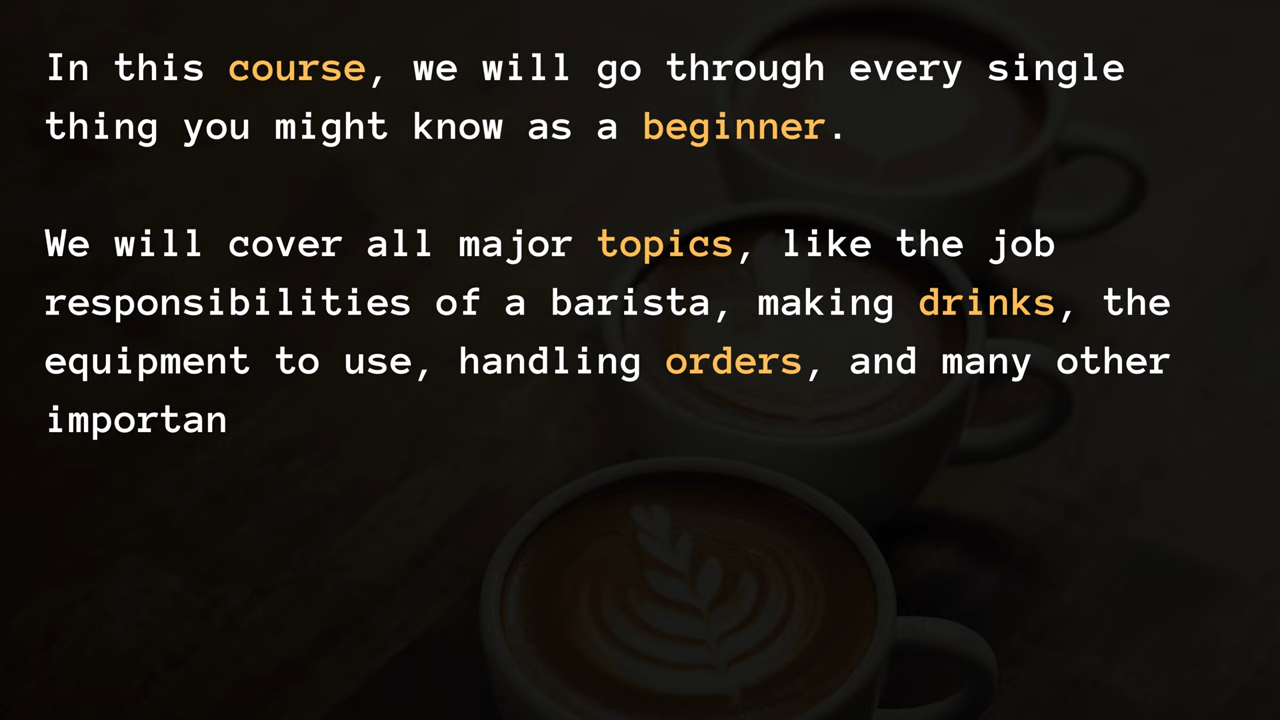 In this course, we will go through every single
thing you might know as a beginner.
We will cover all major topics, like the job
responsibilities of a barista, making drinks, the
equipment to use, handling orders, and many other
importan